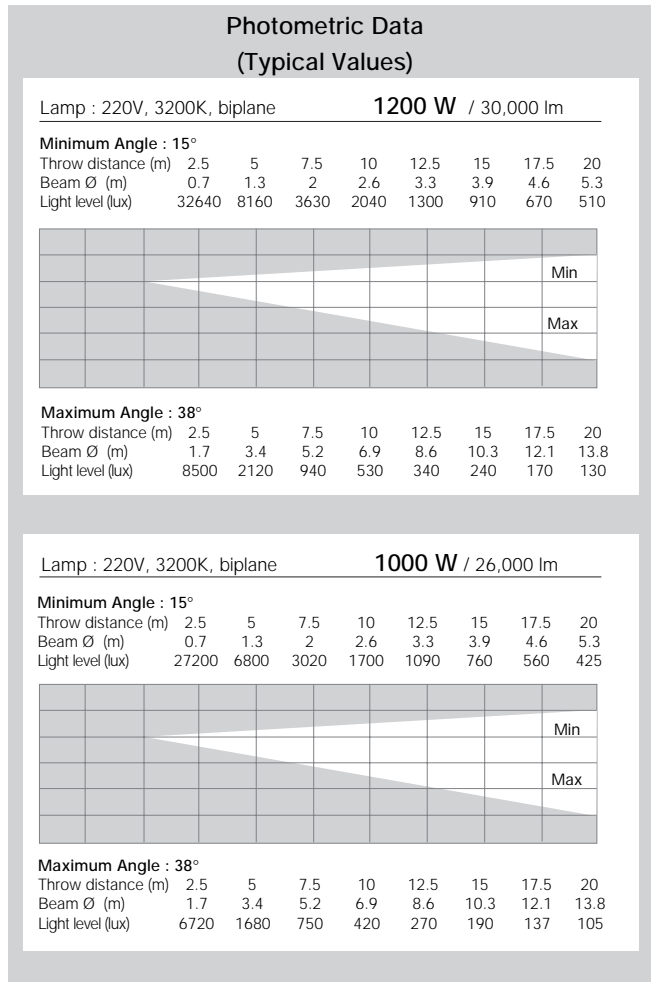 Photometric Data
(Typical Values)
Lamp : 220V, 3200K, biplane 1200 W / 30,000 lm
Minimum Angle : 15°
Throw distance (m) 2.5 5 7.5 10 12.5 15 17.5 20
Beam Ø (m) 0.7 1.3 2 2.6 3.3 3.9 4.6 5.3
Light level (lux) 32640 8160 3630 2040 1300 910 670 510
Min
Max
Maximum Angle : 38°
Throw distance (m) 2.5 5 7.5 10 12.5 15 17.5 20
Beam Ø (m) 1.7 3.4 5.2 6.9 8.6 10.3 12.1 13.8
Light level (lux) 8500 2120 940 530 340 240 170 130
Lamp : 220V, 3200K, biplane 1000 W / 26,000 lm
Minimum Angle : 15°
Throw distance (m) 2.5 5 7.5 10 12.5 15 17.5 20
Beam Ø (m) 0.7 1.3 2 2.6 3.3 3.9 4.6 5.3
Light level (lux) 27200 6800 3020 1700 1090 760 560 425
Min
Max
Maximum Angle : 38°
Throw distance (m) 2.5 5 7.5 10 12.5 15 17.5 20
Beam Ø (m) 1.7 3.4 5.2 6.9 8.6 10.3 12.1 13.8
Light level (lux) 6720 1680 750 420 270 190 137 105